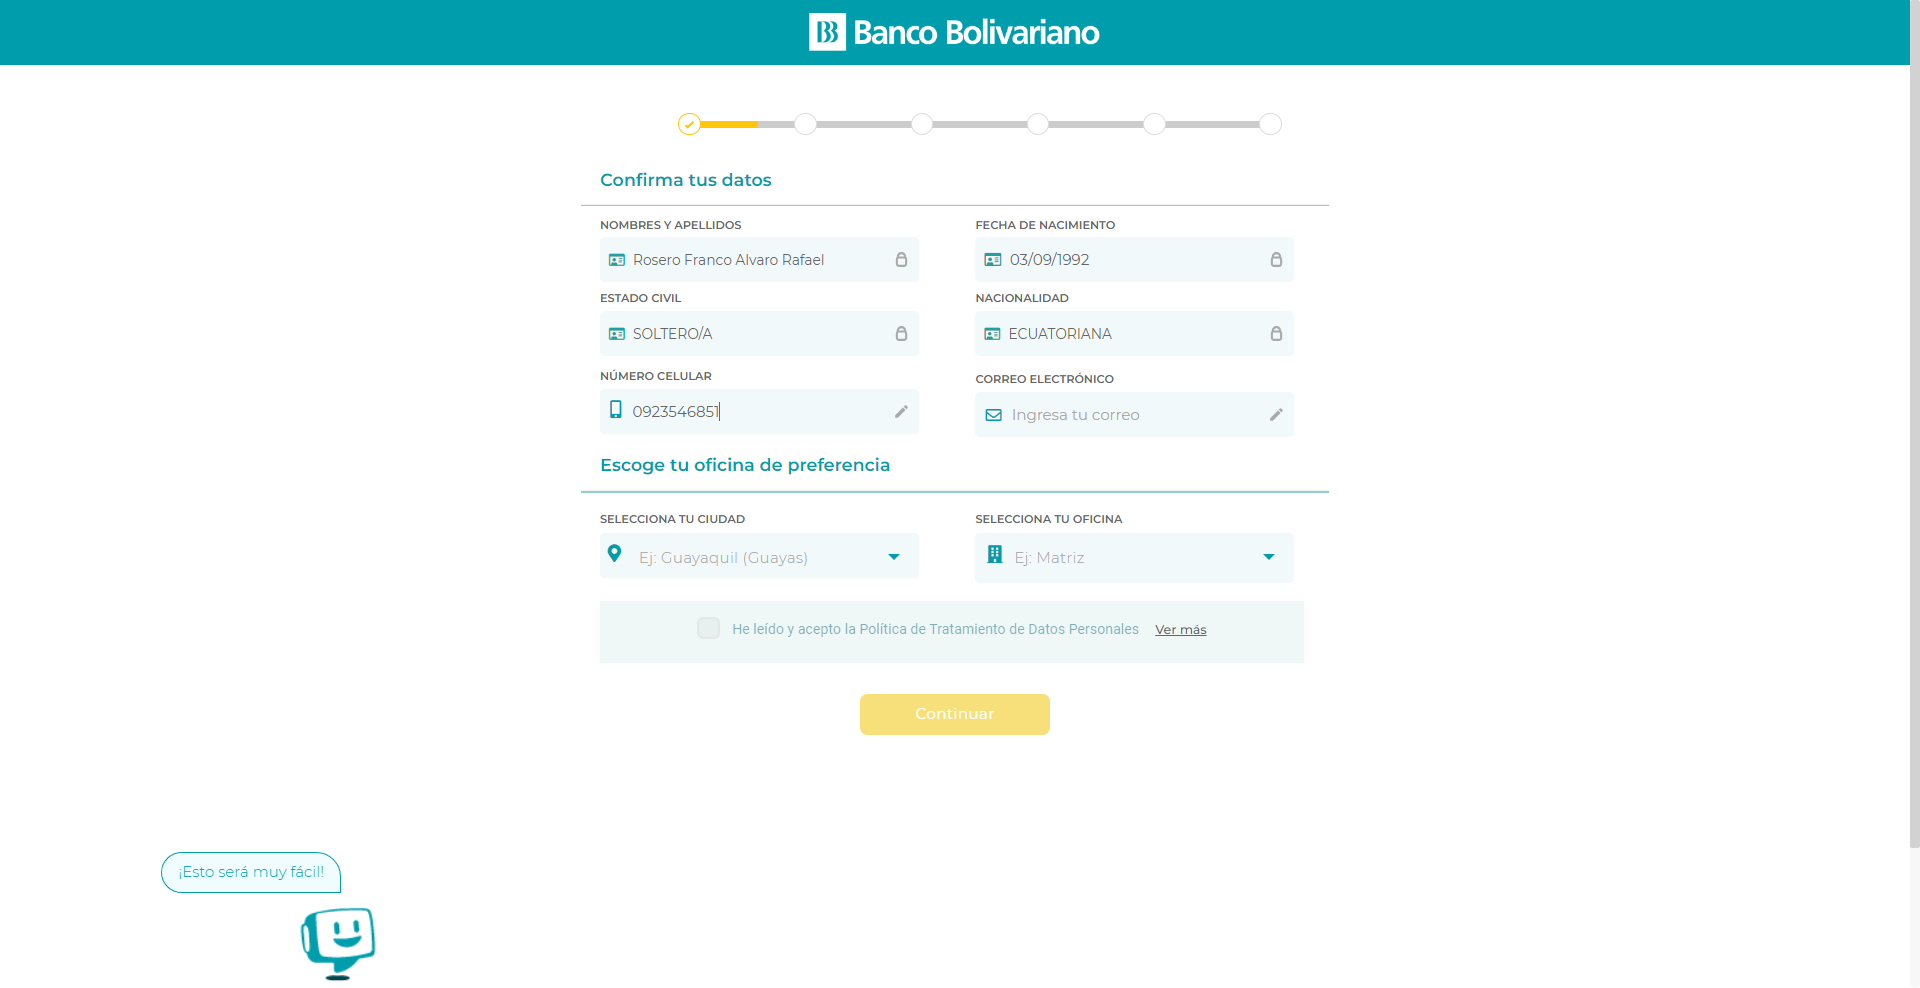 Banco Bolivariano
Confirma tus datos
NOMBRES Y APELLIDOS
Rosero Franco Alvaro Rafael
FECHA DE NACIMIENTO
03/09/1992
ESTADO CIVIL
SOLTERO/A
NACIONALIDAD
ECUATORIANA
NÚMERO CELULAR
0923546851
CORREO ELECTRÓNICO
Ingresa tu correo
Escoge tu oficina de preferencia
SELECCIONA TU CIUDAD
Ej: Guayaquil (Guayas)
SELECCIONA TU OFICINA
Ej: Matriz
He leído y acepto la Política de Tratamiento de Datos Personales Ver más
Continuar
¡Esto será muy fácil!